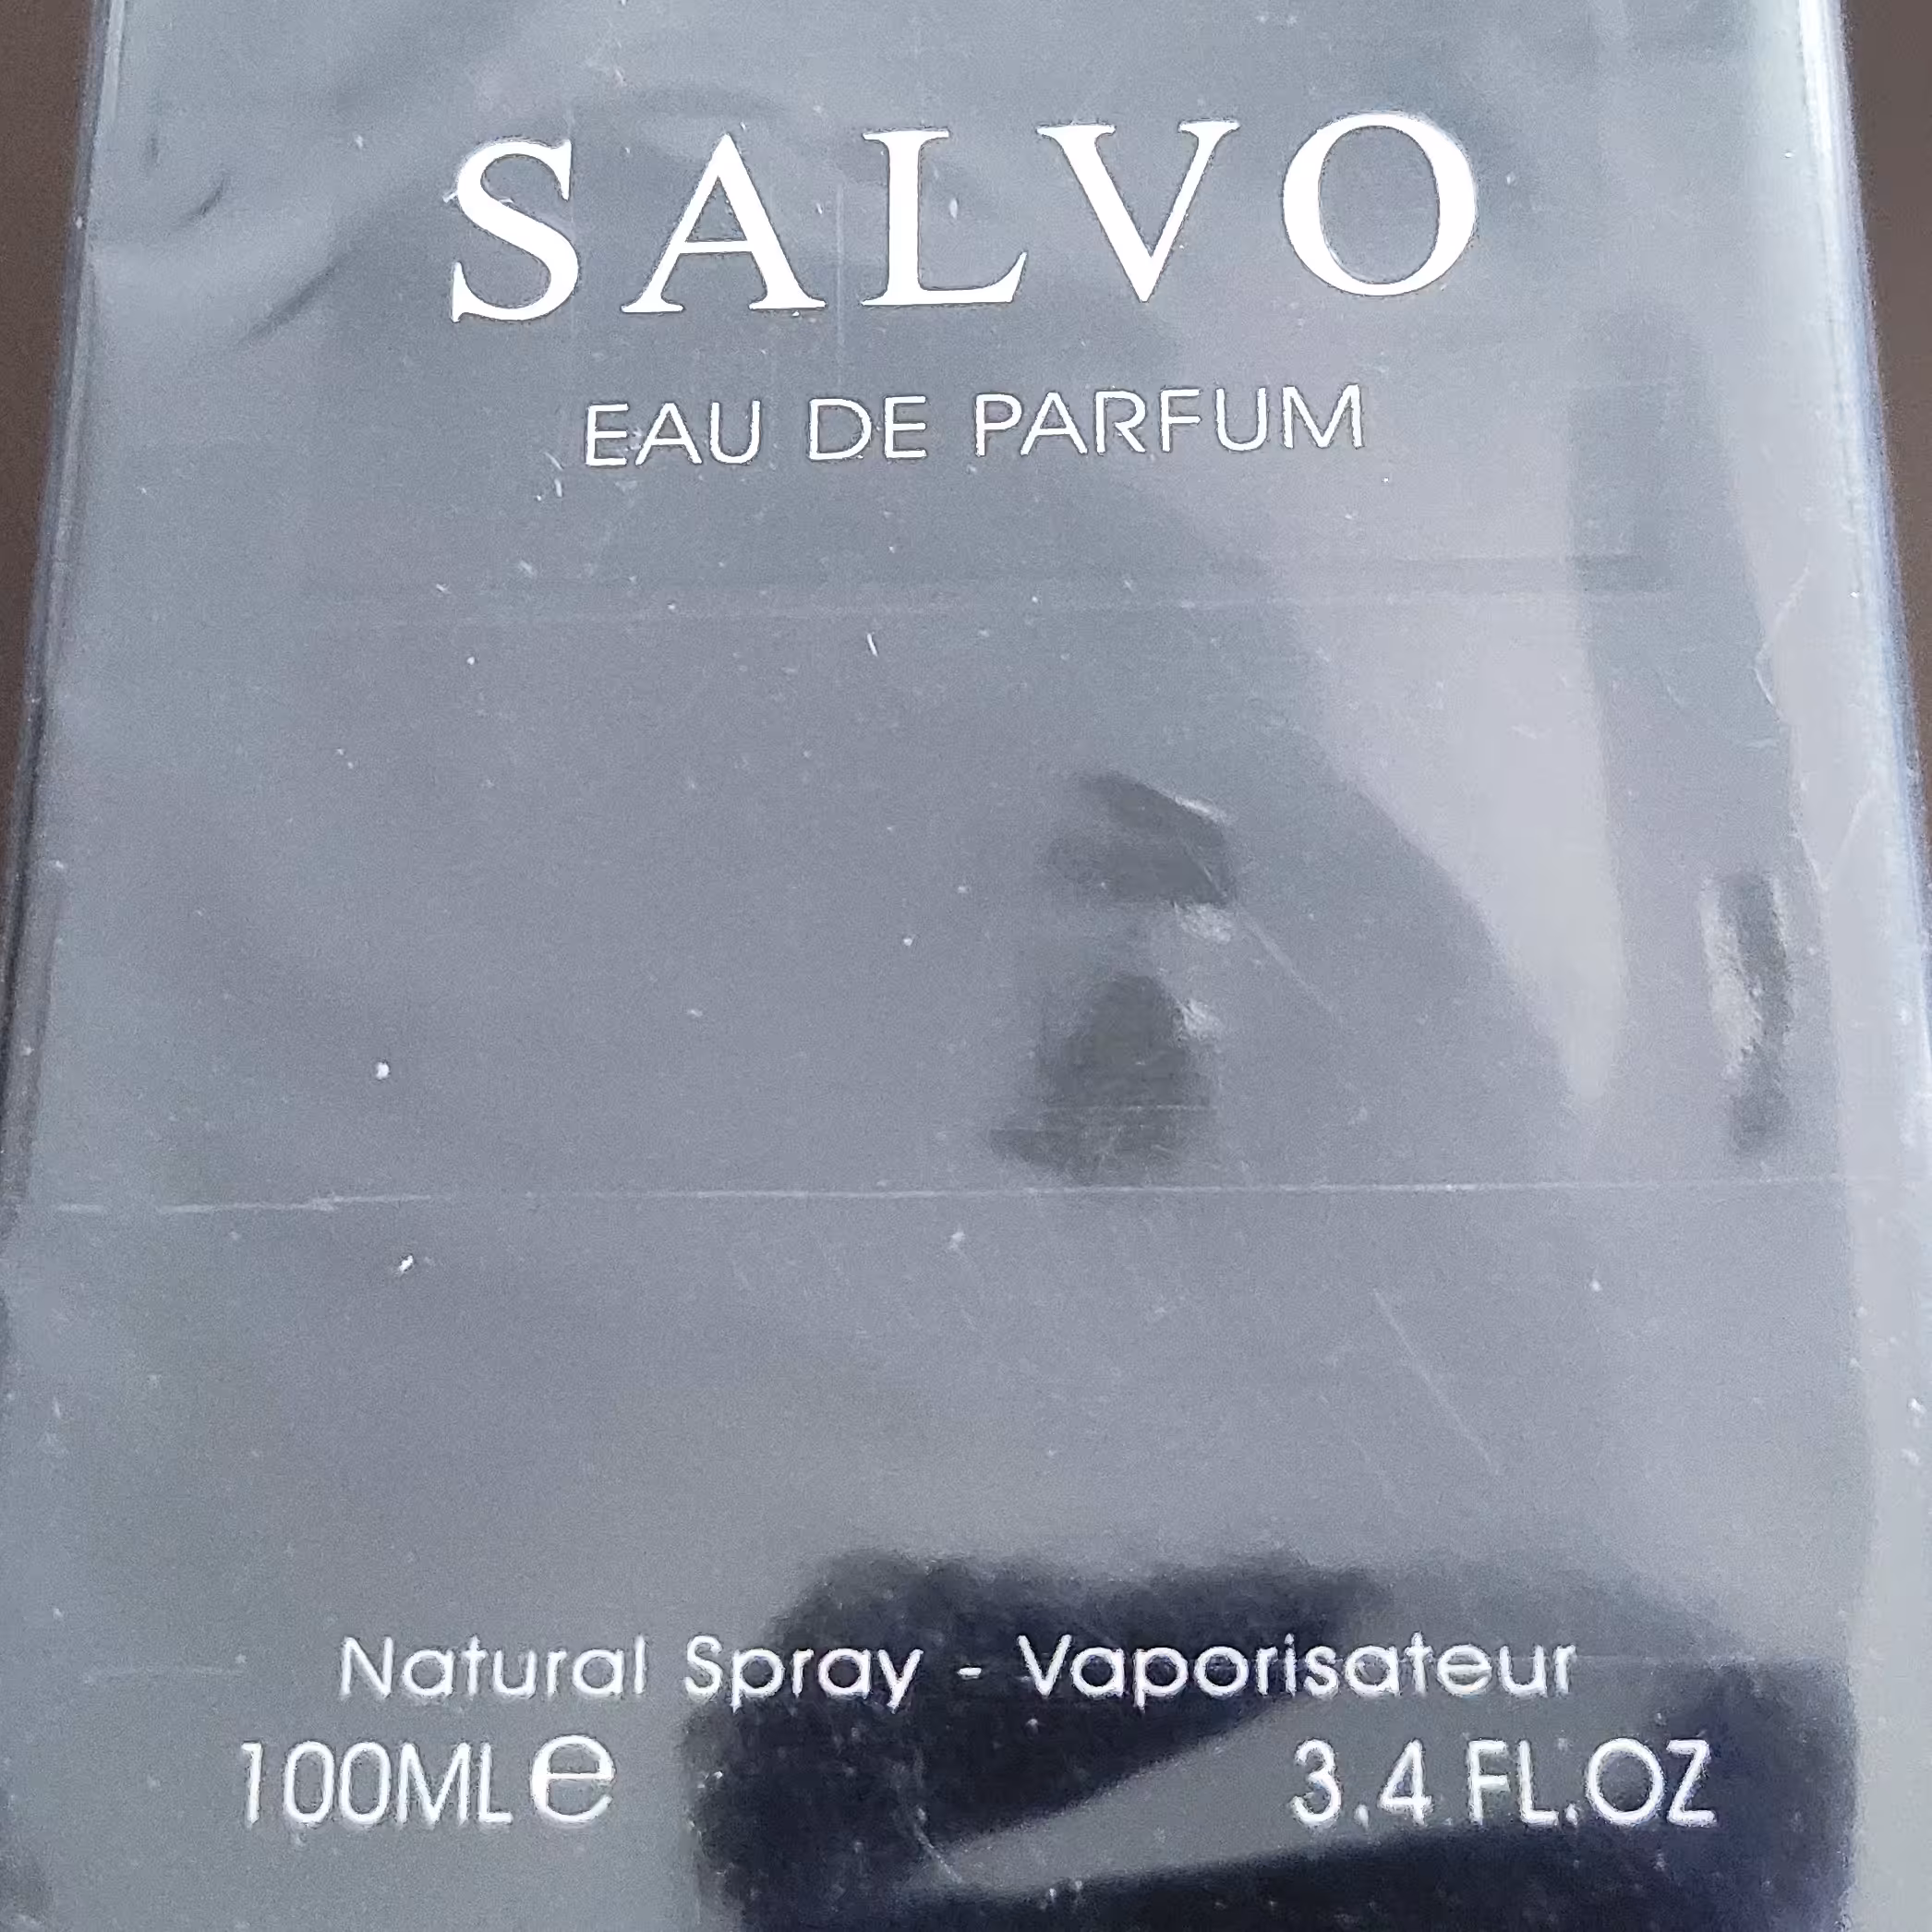 SALVO
EAU DE PARFUM
Natural Spray - Vaporisateur
100ML e 3.4 FL.OZ